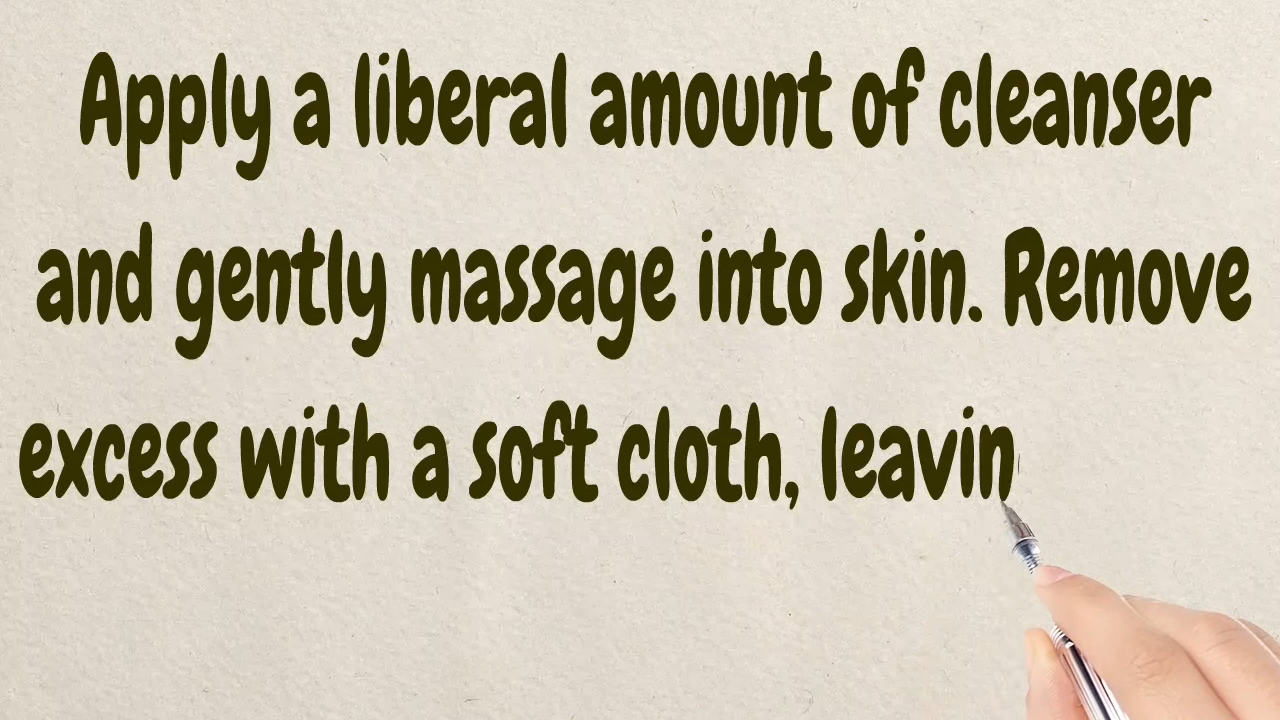 Apply a liberal amount of cleanser
and gently massage into skin. Remove
excess with a soft cloth, leavin